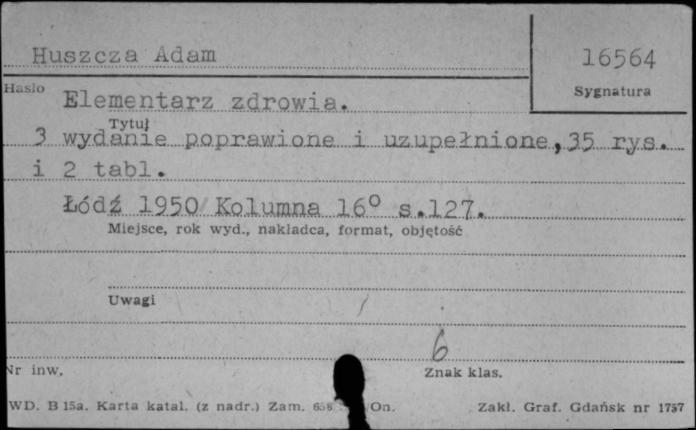 Huszcza Adam
16564
Hasło
Sygnatura
Elementarz zdrowia.
Tytuł
3 wydanie poprawione i uzupełnione, 35 rys.
i 2 tabl.
Łódź 1950 Kolumna 16° s.127.
Miejsce, rok wyd., nakładca, format, objętość
Uwagi
6
Nr inw.
Znak klas.
WD. B 15a. Karta katal. (z nadr.) Zam. On.
Zakł. Graf. Gdańsk nr 1757